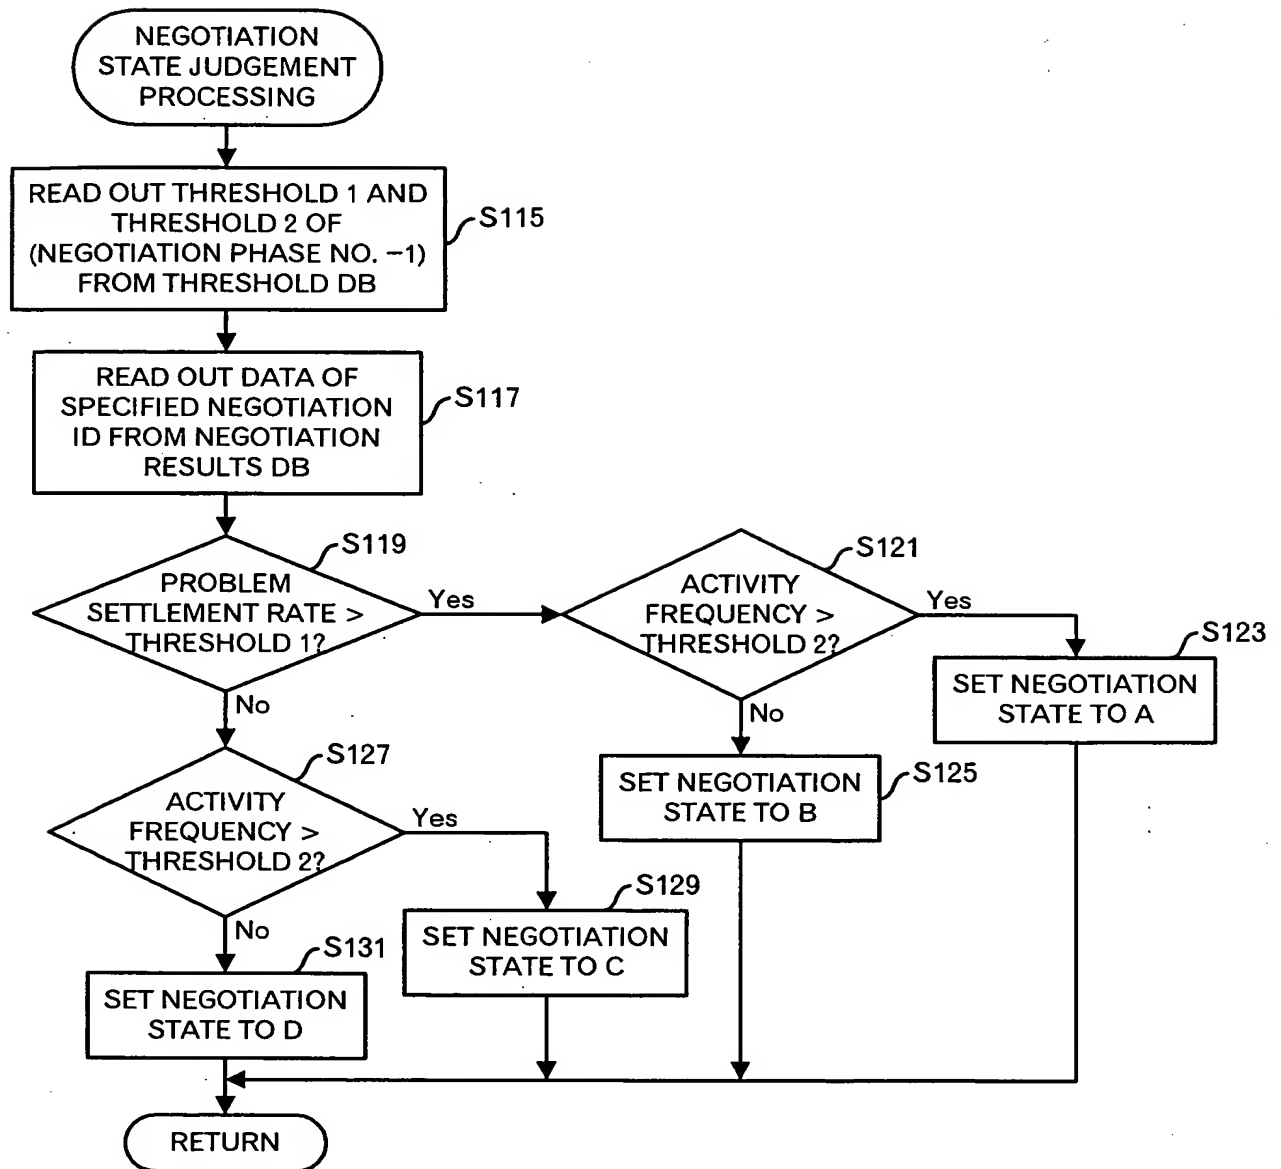 NEGOTIATION
STATE JUDGEMENT
PROCESSING
READ OUT THRESHOLD 1 AND
THRESHOLD 2 OF
(NEGOTIATION PHASE NO. −1)
FROM THRESHOLD DB
S115
READ OUT DATA OF
SPECIFIED NEGOTIATION
ID FROM NEGOTIATION
RESULTS DB
S117
PROBLEM
SETTLEMENT RATE >
THRESHOLD 1?
S119
Yes
No
ACTIVITY
FREQUENCY >
THRESHOLD 2?
S121
Yes
No
SET NEGOTIATION
STATE TO A
S123
SET NEGOTIATION
STATE TO B
S125
ACTIVITY
FREQUENCY >
THRESHOLD 2?
S127
Yes
No
SET NEGOTIATION
STATE TO C
S129
SET NEGOTIATION
STATE TO D
S131
RETURN